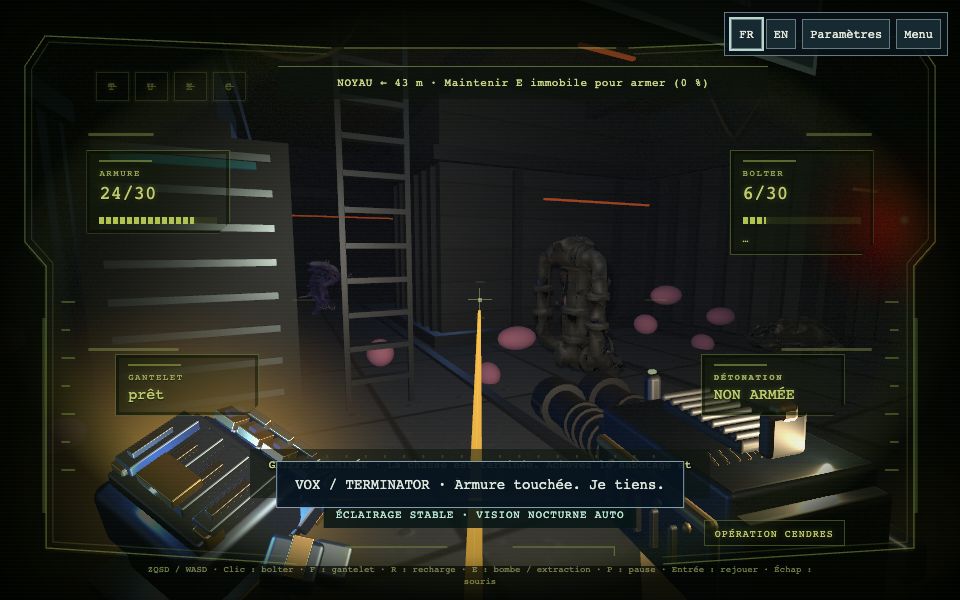 FR EN Paramètres Menu
T U K C
NOYAU ← 43 m · Maintenir E immobile pour armer (0 %)
ARMURE
24/30
BOLTER
6/30
…
GANTELET
prêt
DÉTONATION
NON ARMÉE
VOX / TERMINATOR · Armure touchée. Je tiens.
ÉCLAIRAGE STABLE · VISION NOCTURNE AUTO
OPÉRATION CENDRES
ZQSD / WASD · Clic : bolter · F : gantelet · R : recharge · E : bombe / extraction · P : pause · Entrée : rejouer · Échap :
souris